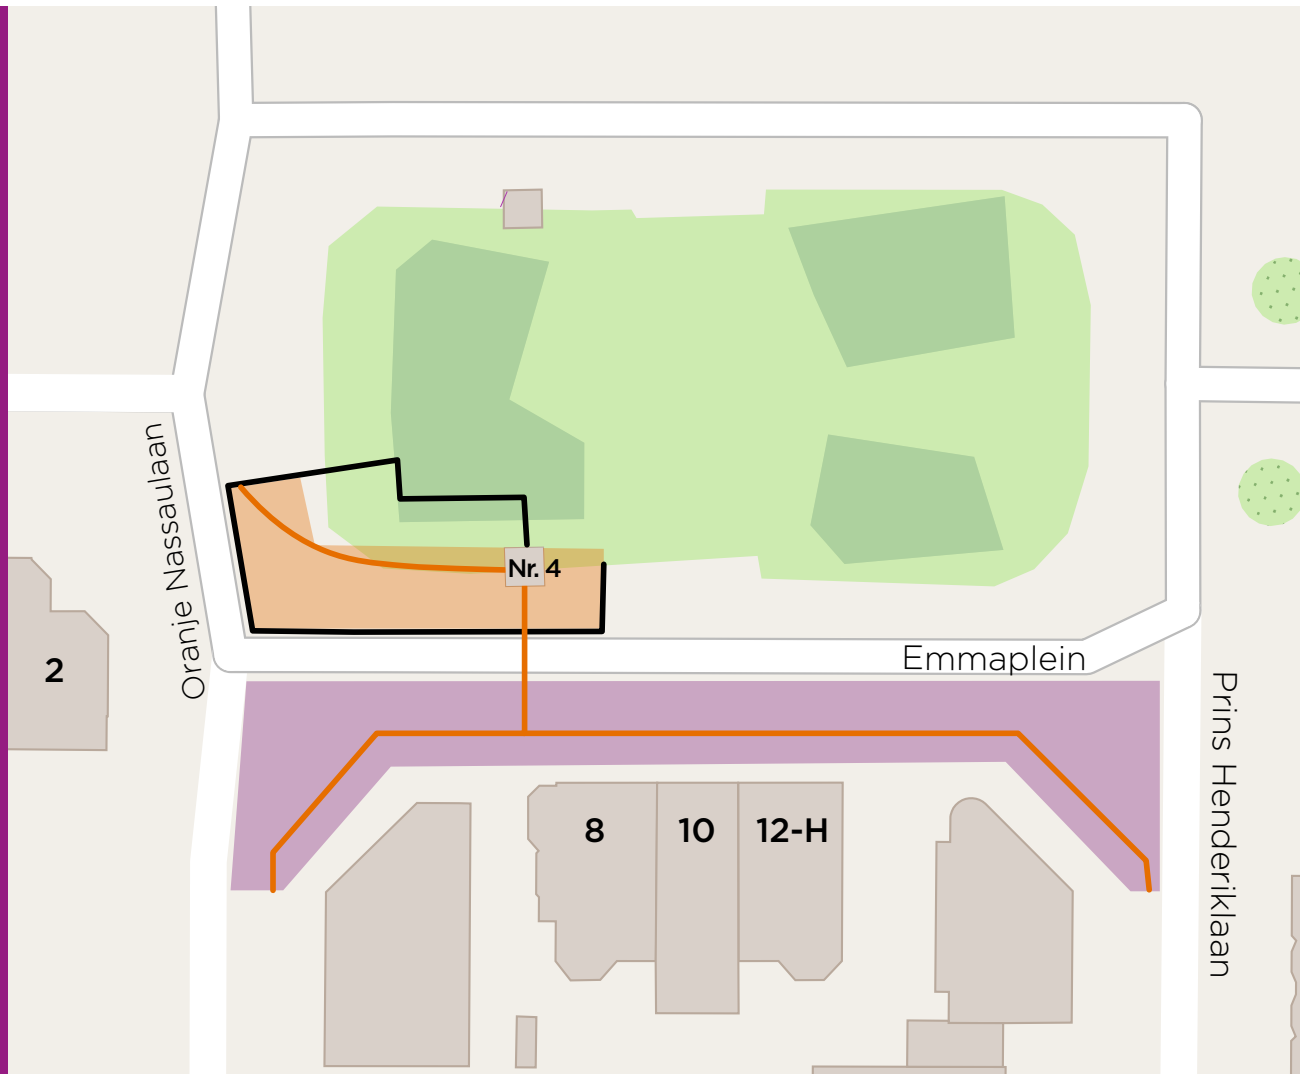 Oranje Nassaulaan
Nr. 4
2
Emmaplein
Prins Henderiklaan
8
10
12-H